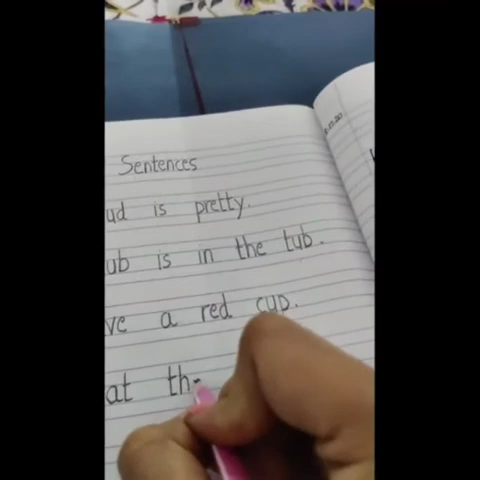 Sentences
ud is pretty.
ub is in the tub.
ve a red cup.
at th